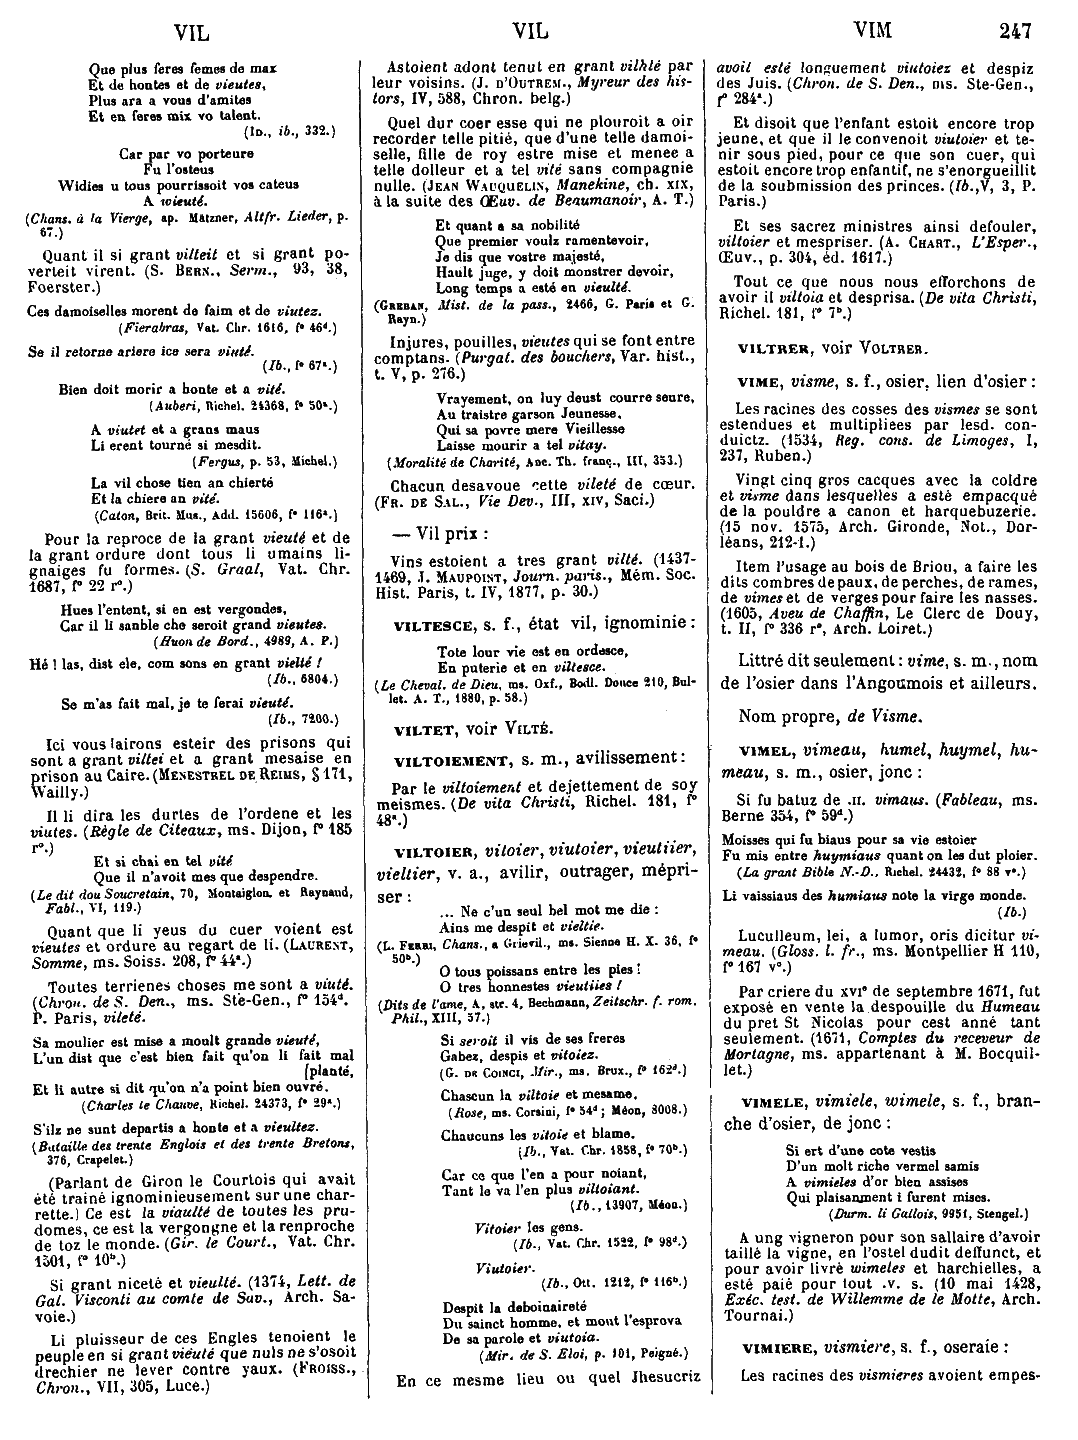 VIL
VIL
VIM
247
Que plus feres femes de max
Et de hontes et de vieutes,
Plus ara a vous d'amites
Et en feres mix vo talent.
(ID., ib., 332.)
Car par vo porteure
Fu l'osteus
Widies u tous pourrissoit vos cateus
A vieuté.
(Chans. à la Vierge, ap. Mätzner, Altfr. Lieder, p.
67.)
Quant il si grant vilteit et si grant po-
verteit virent. (S. BERN., Serm., 93, 38,
Foerster.)
Ces damoiselles morent de faim et de viutez.
(Fierabras, Vat. Chr. 1616, f° 46d.)
Se il retorne ariere ice sera viuté.
(Ib., f° 67a.)
Bien doit morir a honte et a vité.
(Auberi, Richel. 24368, f° 50a.)
A viutet et a grans maus
Li erent tourné si mesdit.
(Fergus, p. 53, Michel.)
La vil chose tien an chierté
Et la chiere an vité.
(Caton, Brit. Mus., Add. 15606, f° 116a.)
Pour la reproce de la grant vieuté et de
la grant ordure dont tous li umains li-
gnaiges fu formes. (S. Graal, Vat. Chr.
1687, f° 22 r°.)
Hues l'entent, si en est vergondes,
Car il li sanble che seroit grand vieutes.
(Huon de Bord., 4989, A. P.)
Hé ! las, dist ele, com sons en grant vielté !
(Ib., 6804.)
Se m'as fait mal, je te ferai vieuté.
(Ib., 7200.)
Ici vous lairons esteir des prisons qui
sont a grant viltei et a grant mesaise en
prison au Caire. (MENESTREL DE REIMS, § 171,
Wailly.)
Il li dira les durtes de l'ordene et les
viutes. (Règle de Citeaux, ms. Dijon, f° 185
r°.)
Et si chai en tel vité
Que il n'avoit mes que despendre.
(Le dit dou Soucretain, 70, Montaiglon et Raynaud,
Fabl., VI, 119.)
Quant que li yeus du cuer voient est
vieutes et ordure au regart de li. (LAURENT,
Somme, ms. Soiss. 208, f° 44a.)
Toutes terrienes choses me sont a viuté.
(Chron. de S. Den., ms. Ste-Gen., f° 154d.
P. Paris, vileté.
Sa moulier est mise a moult grande vieuté,
L'un dist que c'est bien fait qu'on li fait mal
[planté,
Et li autre si dit qu'on n'a point bien ouvré.
(Charles le Chauve, Richel. 24373, f° 29a.)
S'ilz ne sunt departis a honte et a vieultez.
(Bataille des trente Englois et des trente Bretons,
376, Crapelet.)
(Parlant de Giron le Courtois qui avait
été traîné ignominieusement sur une char-
rette.) Ce est la viaulté de toutes les pru-
domes, ce est la vergongne et la renproche
de toz le monde. (Gir. le Court., Vat. Chr.
1501, f° 10b.)
Si grant niceté et vieulté. (1374, Lett. de
Gal. Visconti au comte de Sav., Arch. Sa-
voie.)
Li pluisseur de ces Engles tenoient le
peuple en si grant viéuté que nuls ne s'osoit
drechier ne lever contre yaux. (FROISS.,
Chron., VII, 305, Luce.)
Astoient adont tenut en grant vilhté par
leur voisins. (J. D'OUTREM., Myreur des his-
tors, IV, 588, Chron. belg.)
Quel dur coer esse qui ne plouroit a oir
recorder telle pitié, que d'une telle damoi-
selle, fille de roy estre mise et menee a
telle dolleur et a tel vité sans compagnie
nulle. (JEAN WAUQUELIN, Manekine, ch. XIX,
à la suite des Œuv. de Beaumanoir, A. T.)
Et quant a sa nobilité
Que premier voulz ramentevoir,
Je dis que vostre majesté,
Hault juge, y doit monstrer devoir,
Long temps a esté en vieulté.
(GREBAN, Mist. de la pass., 2466, G. Paris et G.
Rayn.)
Injures, pouilles, vieutes qui se font entre
comptans. (Purgat. des bouchers, Var. hist.,
t. V, p. 276.)
Vrayement, on luy deust courre seure,
Au traistre garson Jeunesse,
Qui sa povre mere Vieillesse
Laisse mourir a tel vitay.
(Moralité de Charité, Anc. Th. franç., III, 353.)
Chacun desavoue cette vileté de cœur.
(FR. DE SAL., Vie Dev., III, XIV, Saci.)
— Vil prix :
Vins estoient a tres grant vilté. (1437-
1469, J. MAUPOINT, Journ. paris., Mém. Soc.
Hist. Paris, t. IV, 1877, p. 30.)
VILTESCE, s. f., état vil, ignominie :
Tote lour vie est en ordesce,
En puterie et en viltesce.
(Le Cheval. de Dieu, ms. Oxf., Bodl. Douce 210, Bul-
let. A. T., 1880, p. 58.)
VILTET, voir VILTÉ.
VILTOIEMENT, s. m., avilissement :
Par le viltoiement et dejettement de soy
meismes. (De vita Christi, Richel. 181, f°
48a.)
VILTOIER, vitoier, viutoier, vieutiier,
vieltier, v. a., avilir, outrager, mépri-
ser :
... Ne c'un seul bel mot me die :
Ains me despit et vieltie.
(L. FERRI, Chans., a Grievil., ms. Sienne H. X. 36, f°
50b.)
O tous poissans entre les pies !
O tres honnestes vieutiies !
(Dits de l'ame, A, str. 4, Bechmann, Zeitschr. f. rom.
Phil., XIII, 57.)
Si seroit il vis de ses freres
Gabez, despis et vitoiez.
(G. DE COINCI, Mir., ms. Brux., f° 162d.)
Chascun la viltoie et mesame.
(Rose, ms. Corsini, f° 54d ; Méon, 8008.)
Chaucuns les vitoie et blame.
(Ib., Vat. Chr. 1858, f° 70b.)
Car ce que l'en a pour noiant,
Tant le va l'en plus viltoiant.
(Ib., 13907, Méon.)
Vitoier les gens.
(Ib., Vat. Chr. 1522, f° 98d.)
Viutoier.
(Ib., Ott. 1212, f° 116b.)
Despit la deboinaireté
Du sainct homme, et mout l'esprova
De sa parole et viutoia.
(Mir. de S. Eloi, p. 101, Peigné.)
En ce mesme lieu ou quel Jhesucriz
avoit esté longuement viutoiez et despiz
des Juis. (Chron. de S. Den., ms. Ste-Gen.,
f° 284a.)
Et disoit que l'enfant estoit encore trop
jeune, et que il le convenoit viutoier et te-
nir sous pied, pour ce que son cuer, qui
estoit encore trop enfantif, ne s'enorgueillit
de la soubmission des princes. (Ib., V, 3, P.
Paris.)
Et ses sacrez ministres ainsi defouler,
viltoier et mespriser. (A. CHART., L'Esper.,
Œuv., p. 304, éd. 1617.)
Tout ce que nous nous efforchons de
avoir il viltoia et desprisa. (De vita Christi,
Richel. 181, f° 7b.)
VILTRER, voir VOLTRER.
VIME, visme, s. f., osier, lien d'osier :
Les racines des cosses des vismes se sont
estendues et multipliees par lesd. con-
duictz. (1534, Reg. cons. de Limoges, I,
237, Ruben.)
Vingt cinq gros cacques avec la coldre
et visme dans lesquelles a esté empacqué
de la pouldre a canon et harquebuzerie.
(15 nov. 1575, Arch. Gironde, Not., Dor-
léans, 212-1.)
Item l'usage au bois de Briou, a faire les
dits combres de paux, de perches, de rames,
de vimes et de verges pour faire les nasses.
(1605, Aveu de Chaffin, Le Clerc de Douy,
t. II, f° 336 r°, Arch. Loiret.)
Littré dit seulement : vime, s. m., nom
de l'osier dans l'Angoumois et ailleurs.
Nom propre, de Visme.
VIMEL, vimeau, humel, huymel, hu-
meau, s. m., osier, jonc :
Si fu batuz de .II. vimaus. (Fableau, ms.
Berne 354, f° 59d.)
Moisses qui fu biaus pour sa vie estoier
Fu mis entre huymiaus quant on les dut ploier.
(La grant Bible N.-D., Richel. 24432, f° 88 v°.)
Li vaissiaus des humiaus note la virge monde.
(Ib.)
Luculleum, lei, a lumor, oris dicitur vi-
meau. (Gloss. l. fr., ms. Montpellier H 110,
f° 167 v°.)
Par criere du XVIe de septembre 1671, fut
exposé en vente la despouille du Humeau
du pret St Nicolas pour cest anné tant
seulement. (1671, Comptes du receveur de
Mortagne, ms. appartenant à M. Bocquil-
let.)
VIMELE, vimiele, wimele, s. f., bran-
che d'osier, de jonc :
Si ert d'une cote vestis
D'un molt riche vermel samis
A vimieles d'or bien assises
Qui plaisanment i furent mises.
(Durm. li Gallois, 9951, Stengel.)
A ung vigneron pour son sallaire d'avoir
taillé la vigne, en l'ostel dudit deffunct, et
pour avoir livré wimeles et harchielles, a
esté paié pour tout .v. s. (10 mai 1428,
Exéc. test. de Willemme de le Motte, Arch.
Tournai.)
VIMIERE, vismiere, s. f., oseraie :
Les racines des vismieres avoient empes-